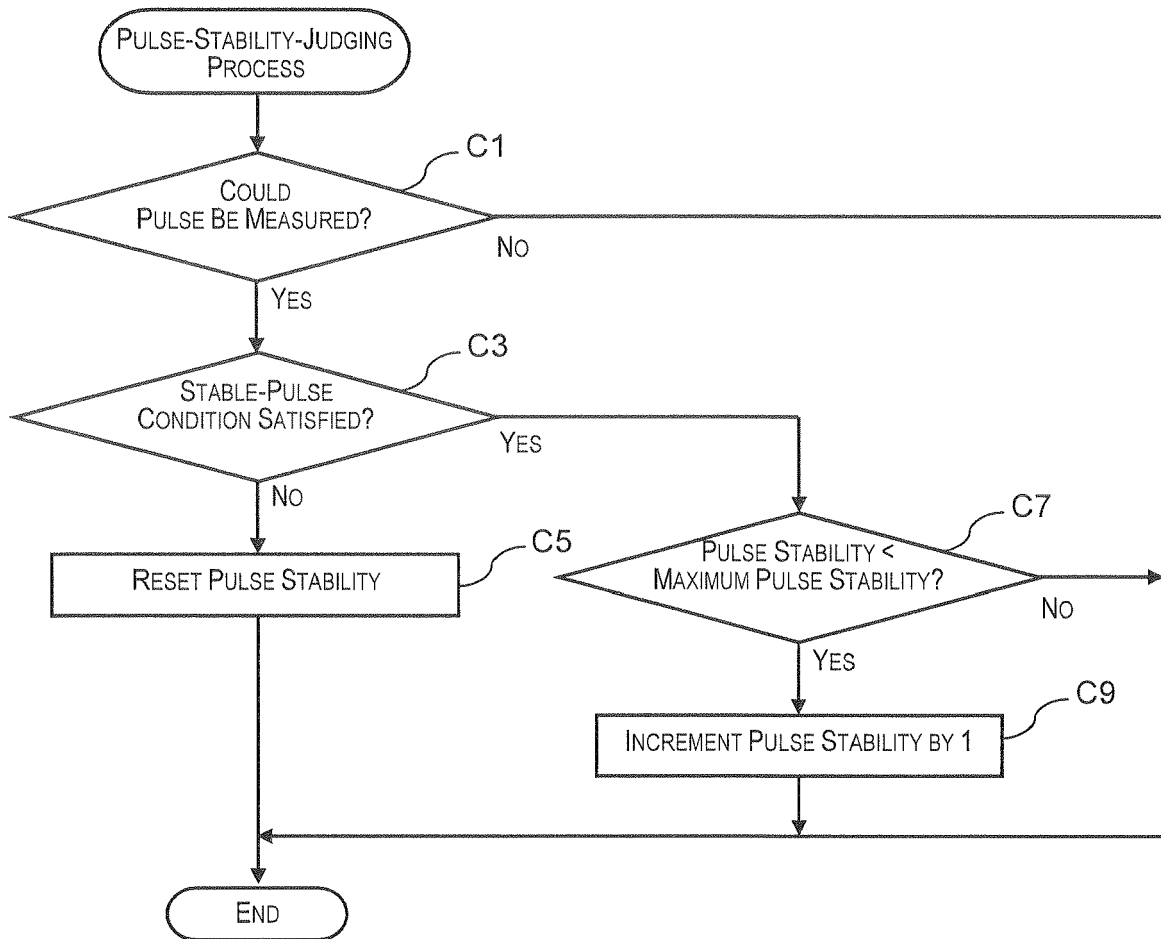 PULSE-STABILITY-JUDGING
PROCESS
C1
COULD
PULSE BE MEASURED?
NO
YES
C3
STABLE-PULSE
CONDITION SATISFIED?
YES
NO
C7
PULSE STABILITY <
MAXIMUM PULSE STABILITY?
NO
YES
C5
RESET PULSE STABILITY
C9
INCREMENT PULSE STABILITY BY 1
END